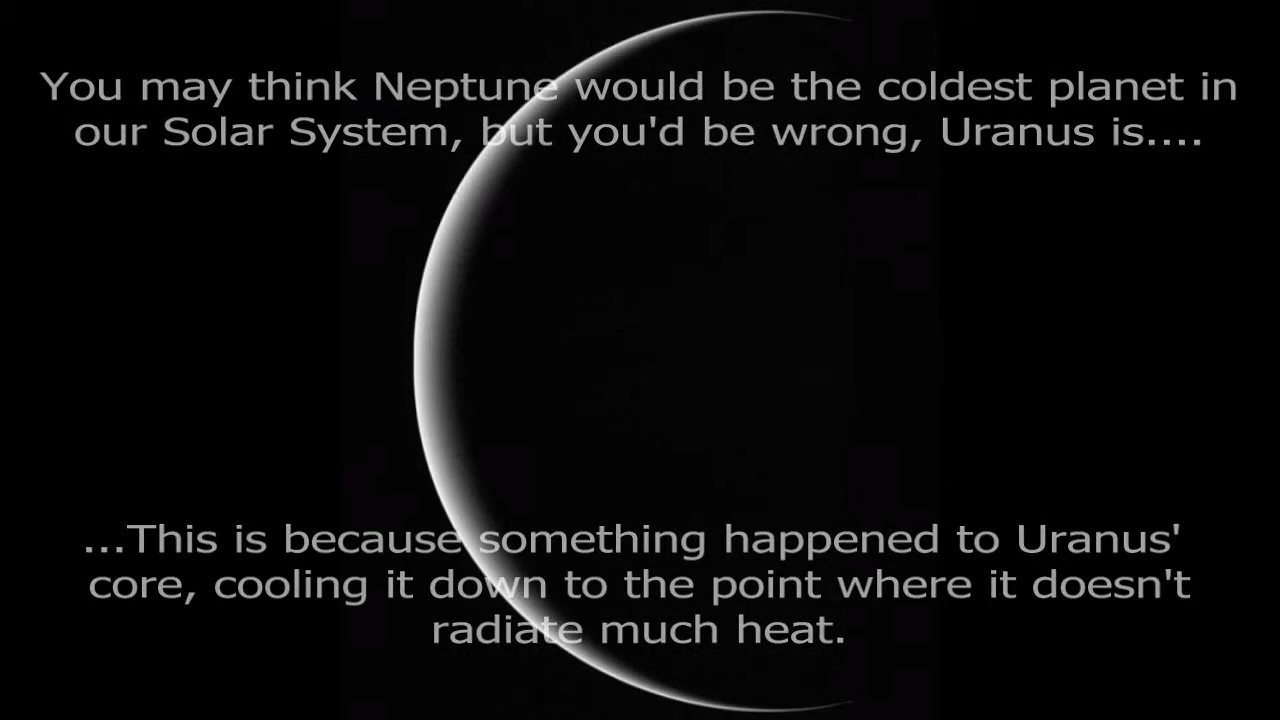 You may think Neptune would be the coldest planet in
our Solar System, but you'd be wrong, Uranus is....
...This is because something happened to Uranus'
core, cooling it down to the point where it doesn't
radiate much heat.